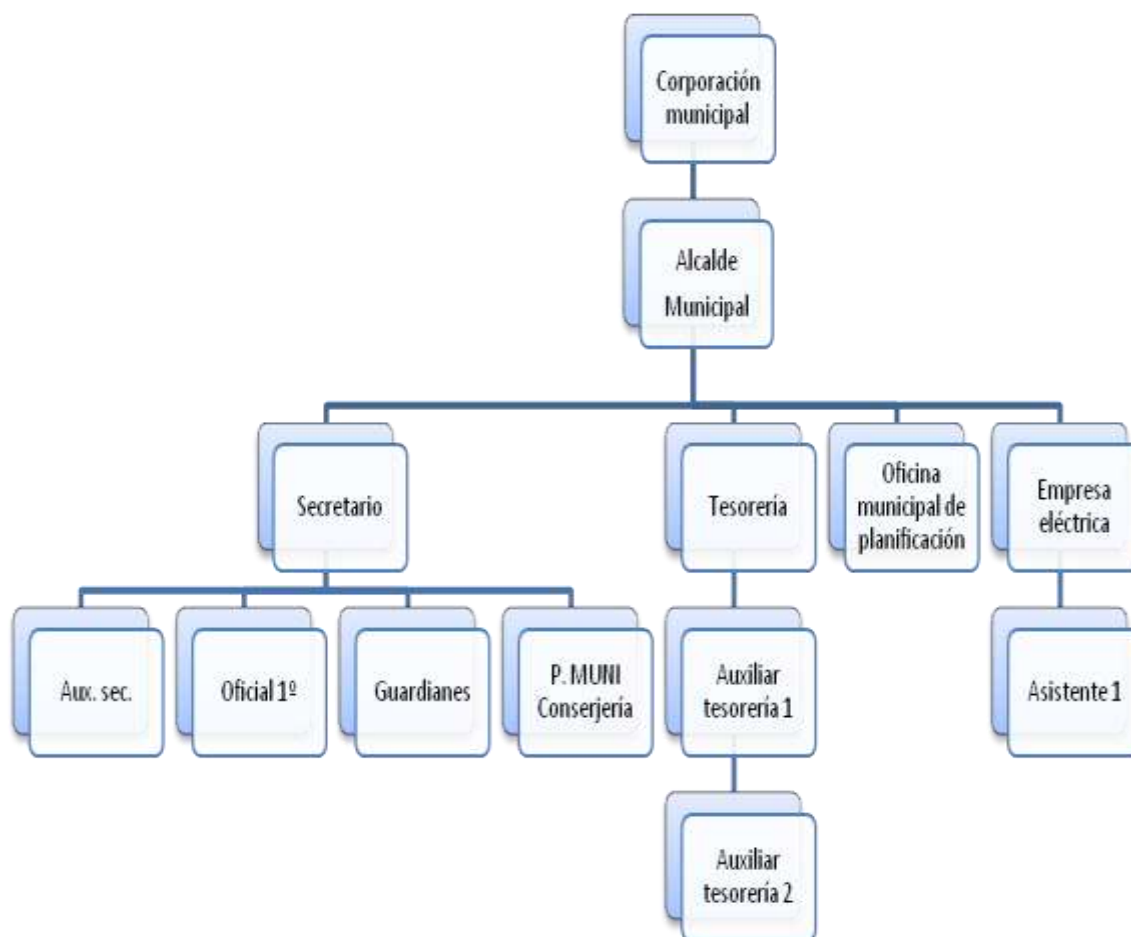 Corporación
municipal
Alcalde
Municipal
Secretario
Tesorería
Oficina
municipal de
planificación
Empresa
eléctrica
Aux. sec.
Oficial 1º
Guardianes
P. MUNI
Conserjería
Auxiliar
tesorería 1
Asistente 1
Auxiliar
tesorería 2